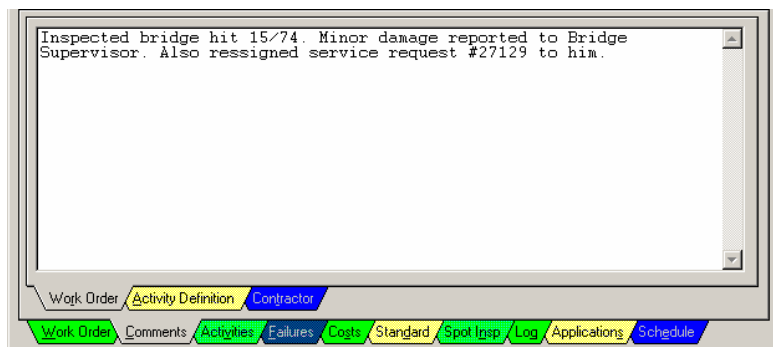 Inspected bridge hit 15/74. Minor damage reported to Bridge
Supervisor. Also ressigned service request #27129 to him.
Work Order Activity Definition Contractor
Work Order Comments Activities Failures Costs Standard Spot Insp Log Applications Schedule